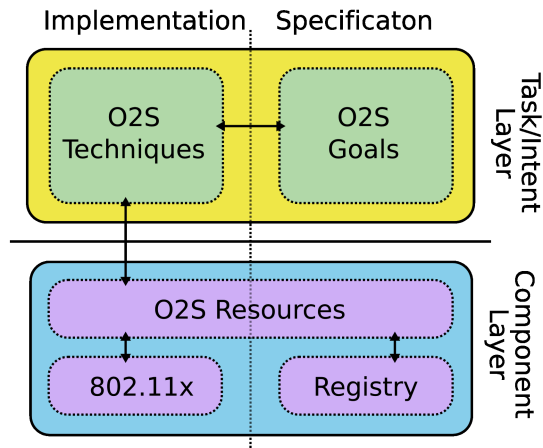 Implementation
Specificaton
O2S
Techniques
O2S
Goals
Task/Intent
Layer
O2S Resources
802.11x
Registry
Component
Layer